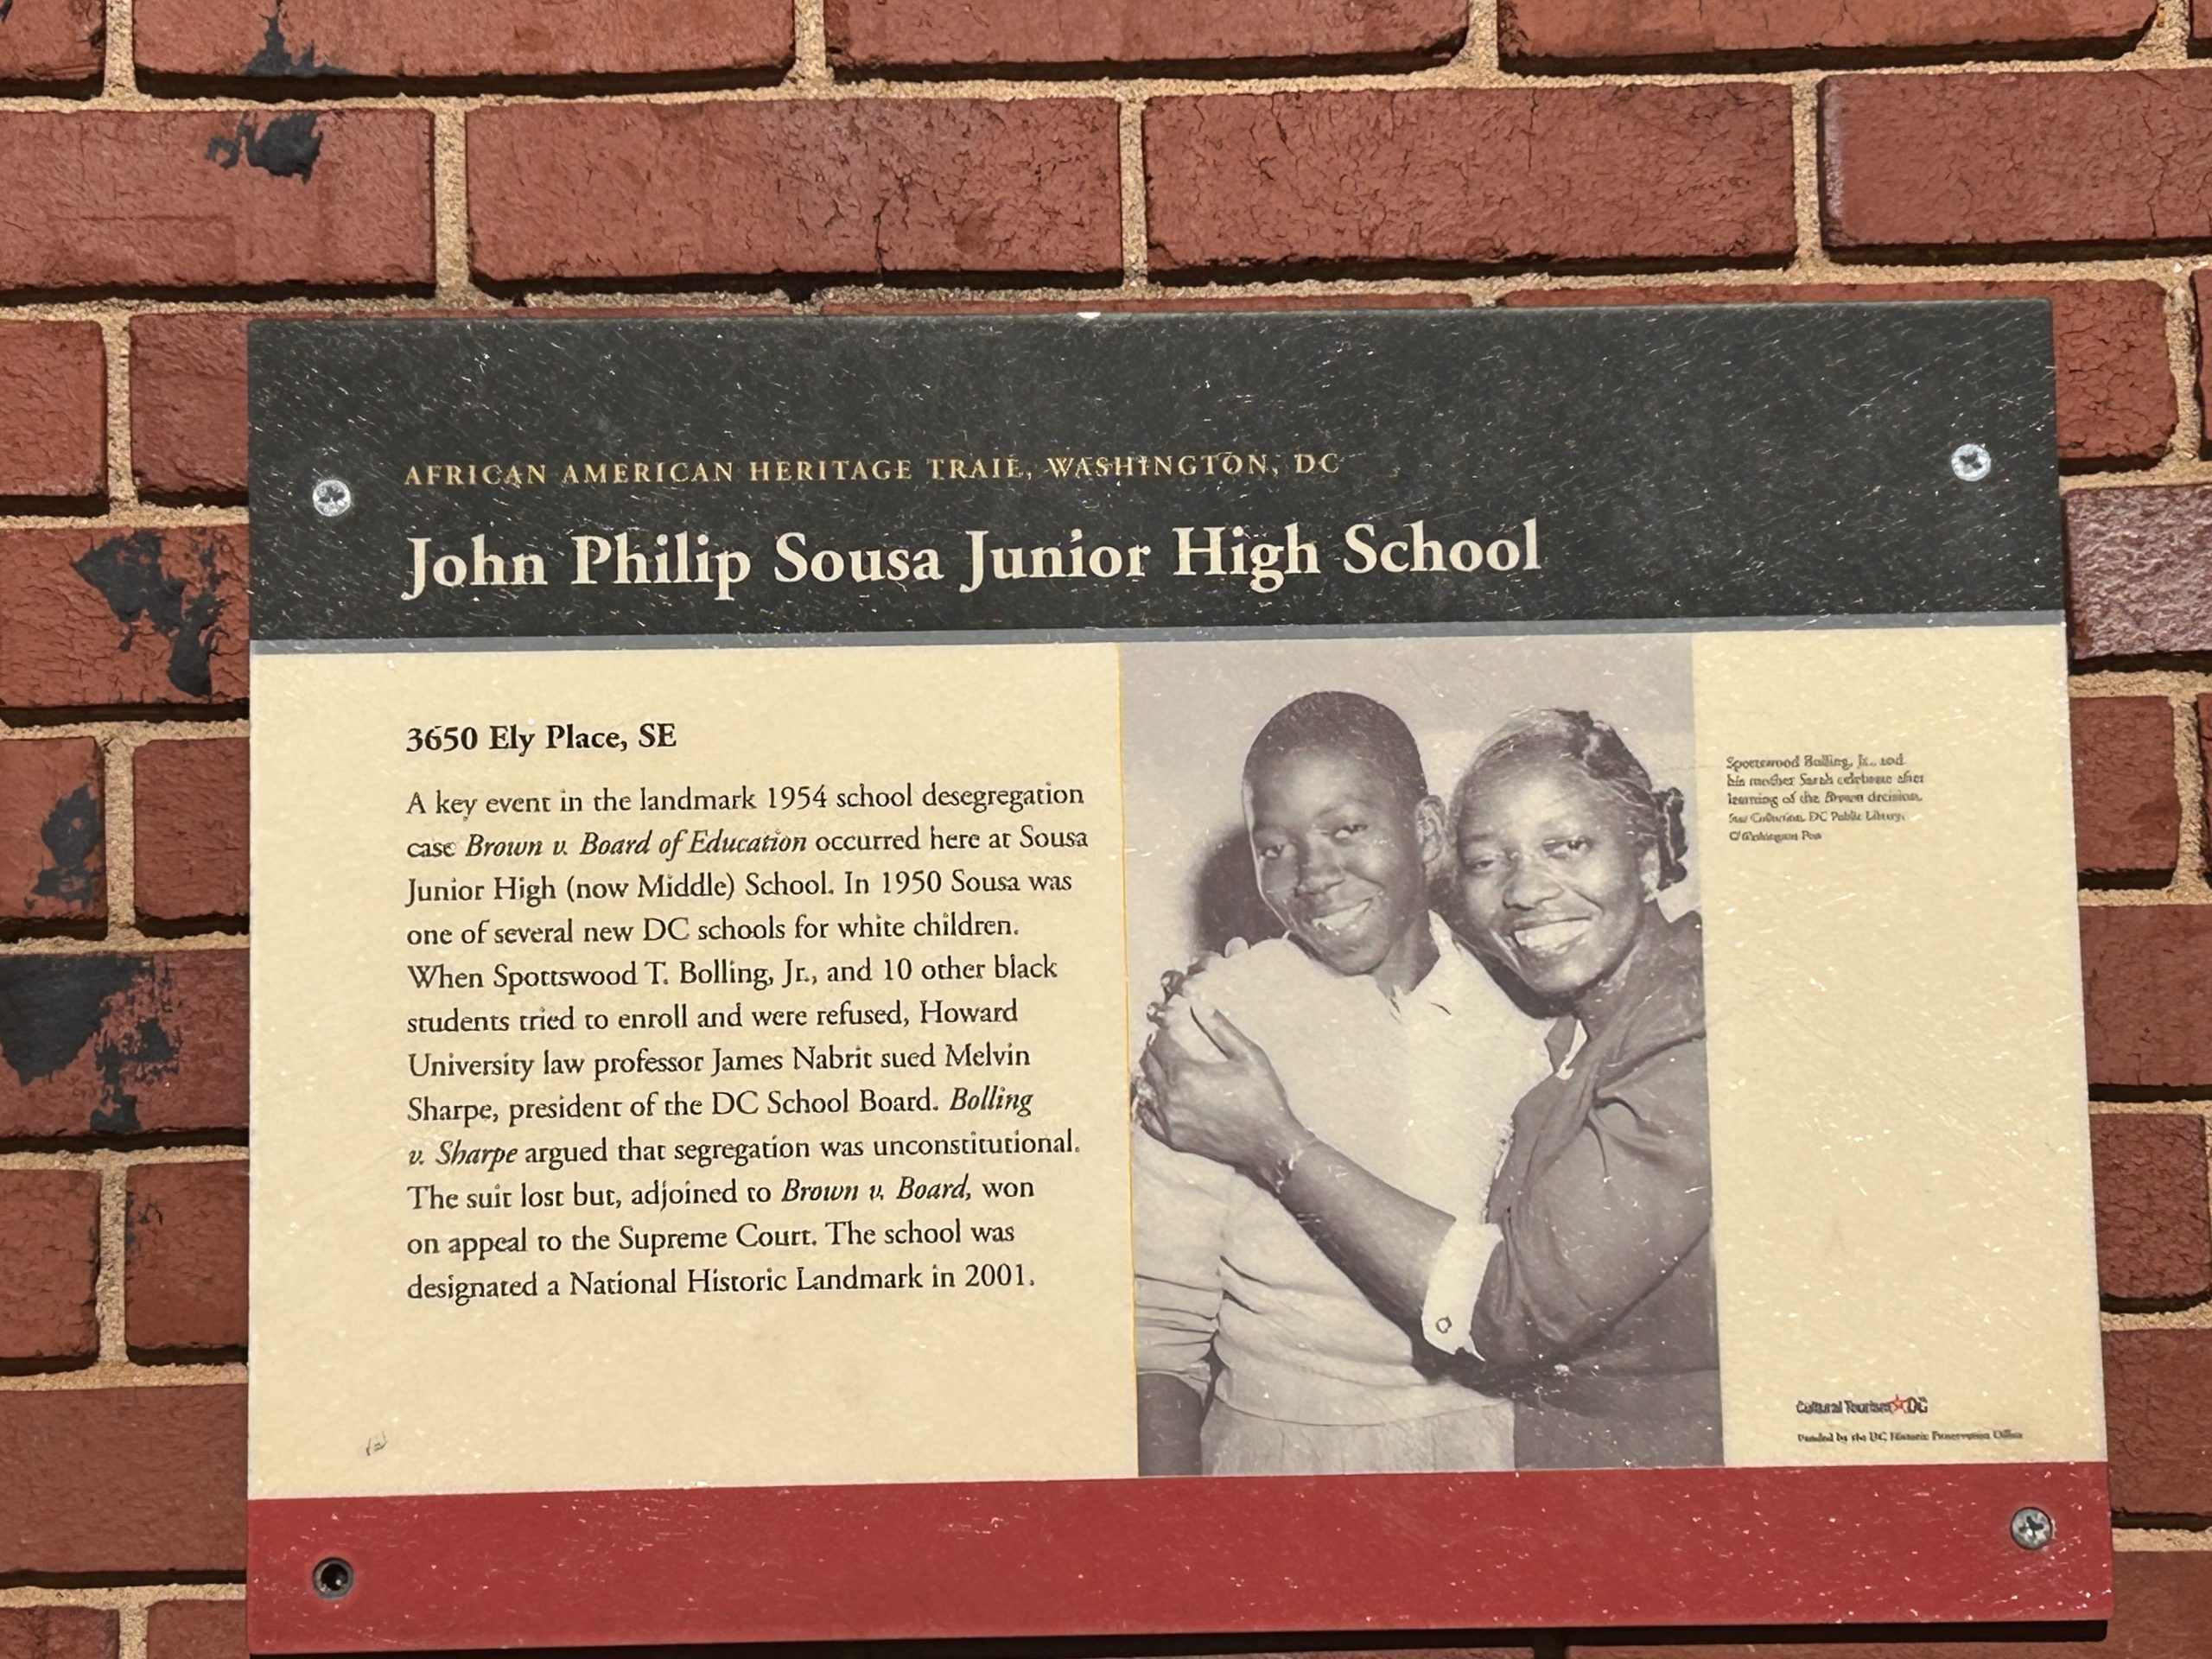 AFRICAN AMERICAN HERITAGE TRAIL, WASHINGTON, DC
John Philip Sousa Junior High School
3650 Ely Place, SE
A key event in the landmark 1954 school desegregation
case Brown v. Board of Education occurred here at Sousa
Junior High (now Middle) School. In 1950 Sousa was
one of several new DC schools for white children.
When Spottswood T. Bolling, Jr., and 10 other black
students tried to enroll and were refused, Howard
University law professor James Nabrit sued Melvin
Sharpe, president of the DC School Board. Bolling
v. Sharpe argued that segregation was unconstitutional.
The suit lost but, adjoined to Brown v. Board, won
on appeal to the Supreme Court. The school was
designated a National Historic Landmark in 2001.
Spottswood Bolling, Jr., and
his mother Sarah celebrate after
learning of the Brown decision.
Star Collection, DC Public Library;
© Washington Post
Cultural Tourism DC
Funded by the DC Historic Preservation Office